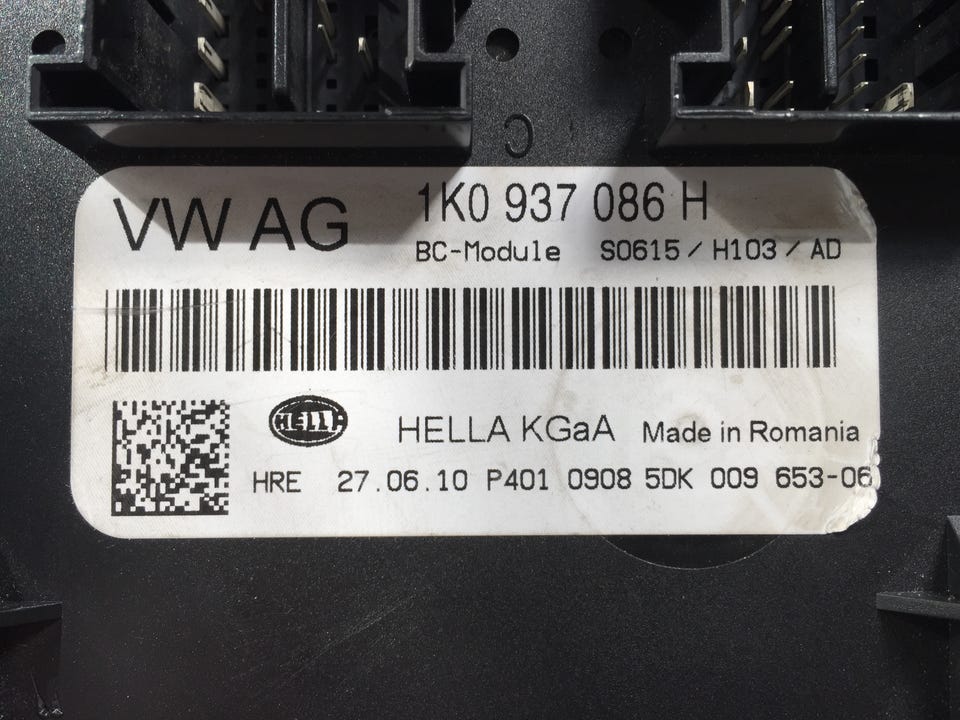 C
VW AG
1K0 937 086 H
BC-Module S0615 / H103 / AD
HELLA
HELLA KGaA Made in Romania
HRE 27.06.10 P401 0908 5DK 009 653-06